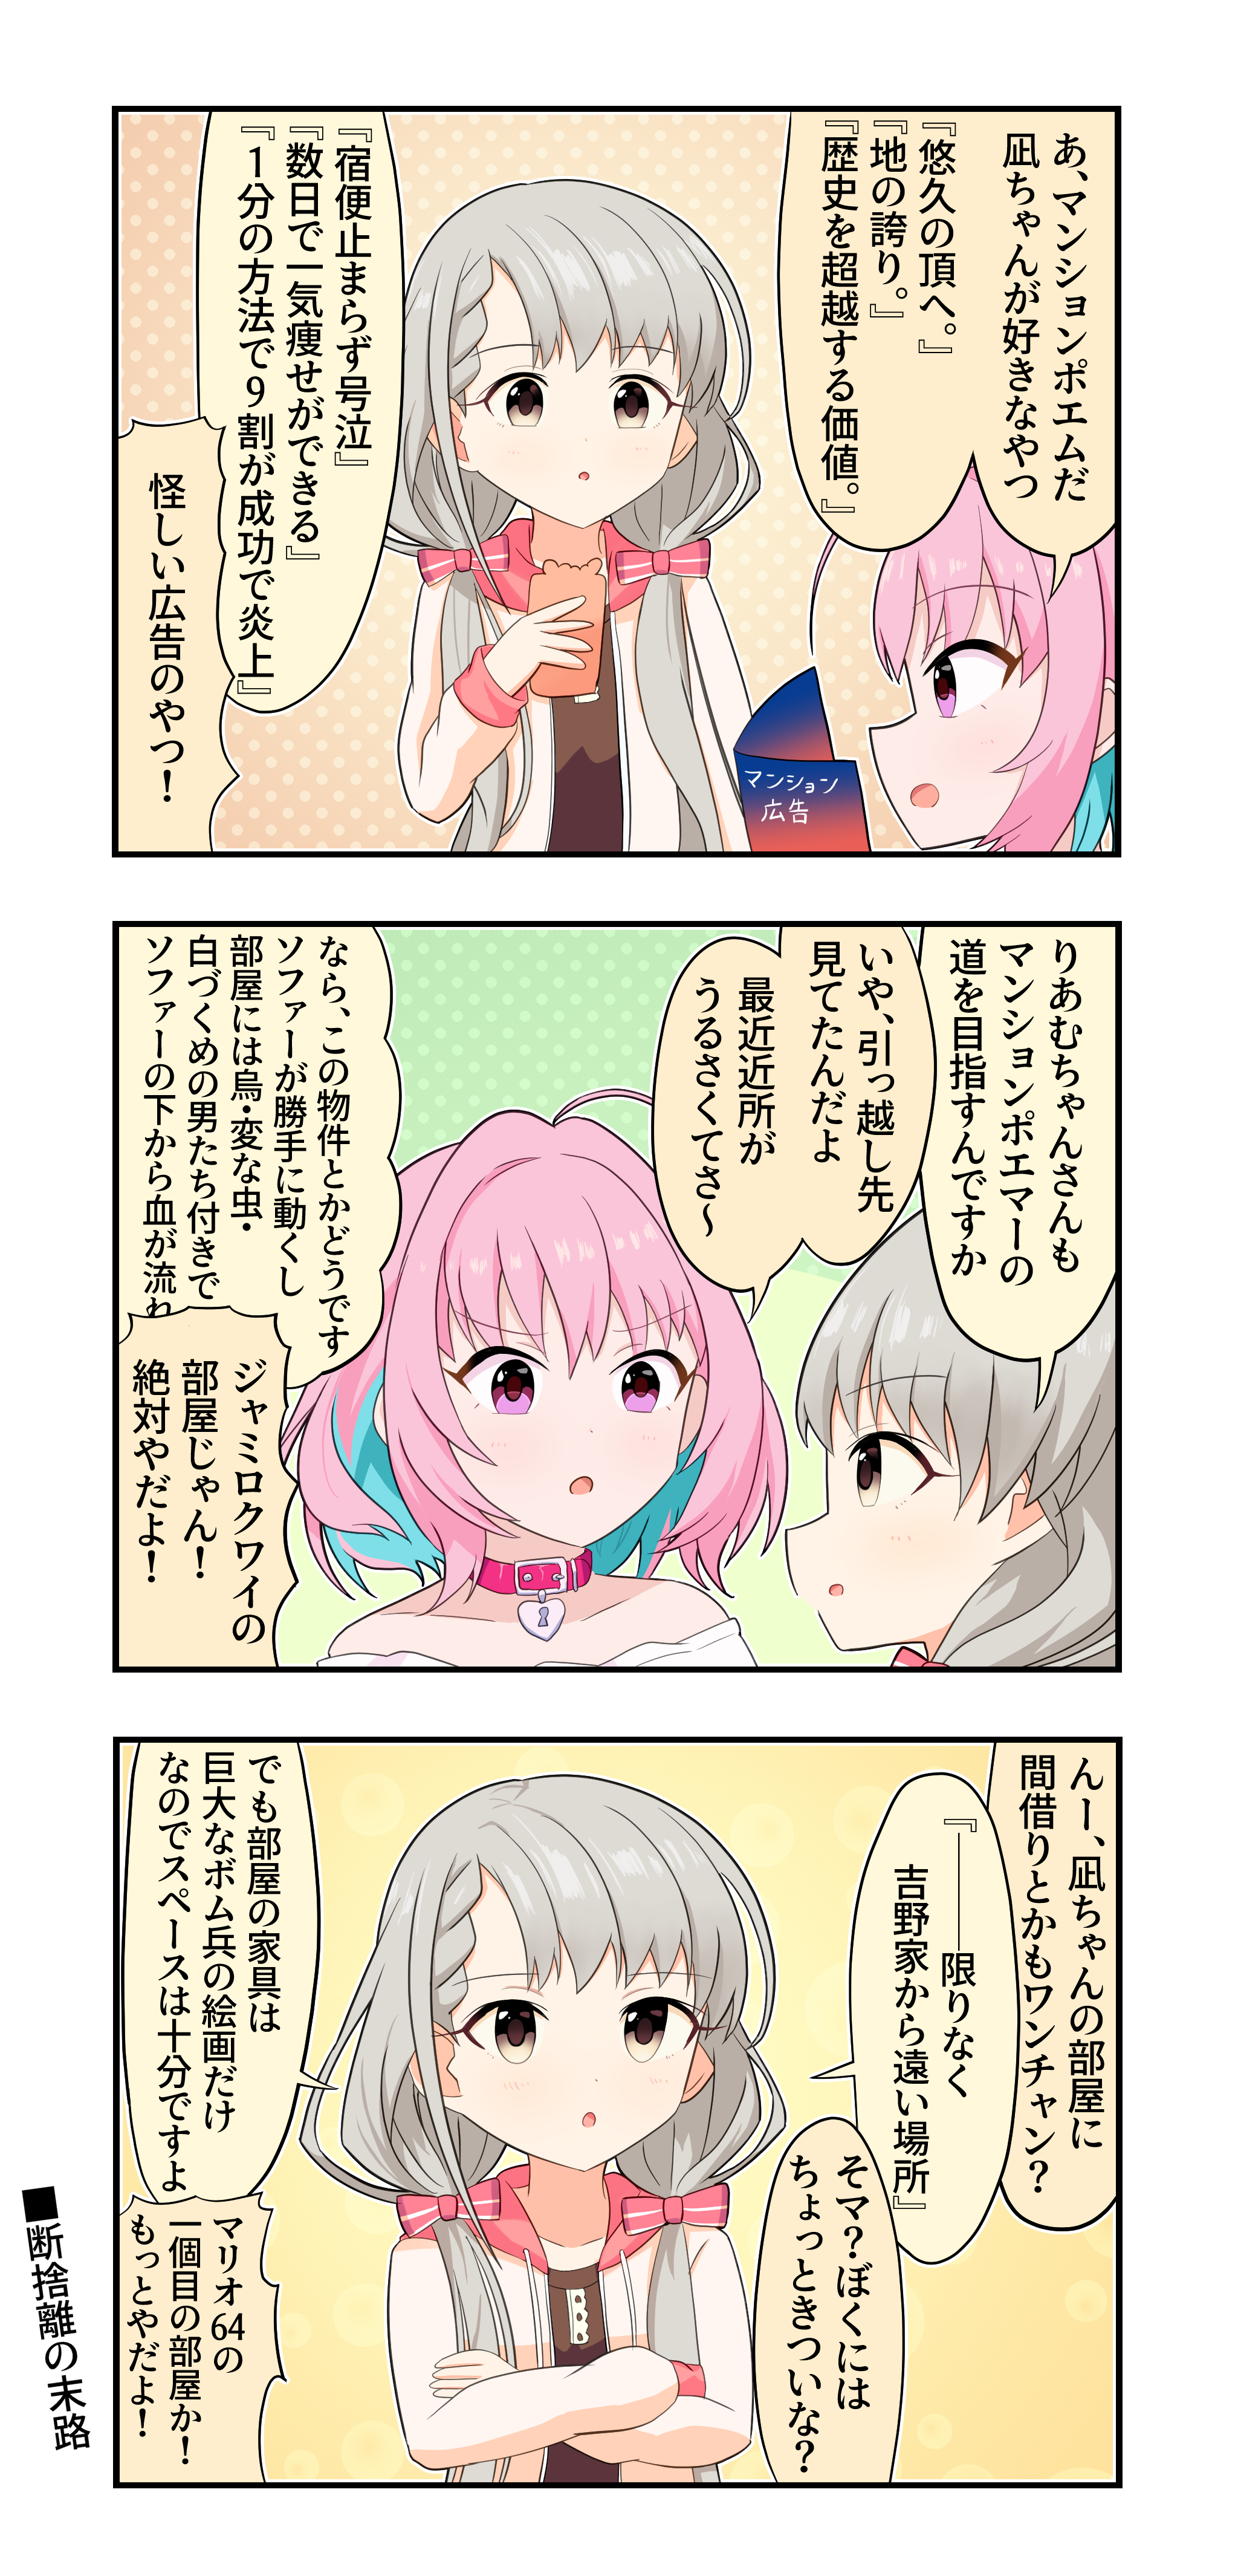 あ、マンションポエムだ
凪ちゃんが好きなやつ
『悠久の頂へ。』
『地の誇り。』
『歴史を超越する価値。』
マンション
広告
『宿便止まらず号泣』
『数日で一気痩せができる』
『1分の方法で9割が成功で炎上』
怪しい広告のやつ！
りあむちゃんさんも
マンションポエマーの
道を目指すんですか
いや、引っ越し先
見てたんだよ
最近近所が
うるさくてさ～
なら、この物件とかどうです
ソファーが勝手に動くし
部屋には烏・変な虫・
白づくめの男たち付きで
ソファーの下から血が流れ
ジャミロクワイの
部屋じゃん！
絶対やだよ！
んー、凪ちゃんの部屋に
間借りとかもワンチャン？
『――限りなく
吉野家から遠い場所』
そマ？ぼくには
ちょっときついな？
でも部屋の家具は
巨大なボム兵の絵画だけ
なのでスペースは十分ですよ
マリオ64の
一個目の部屋か！
もっとやだよ！
■断捨離の末路